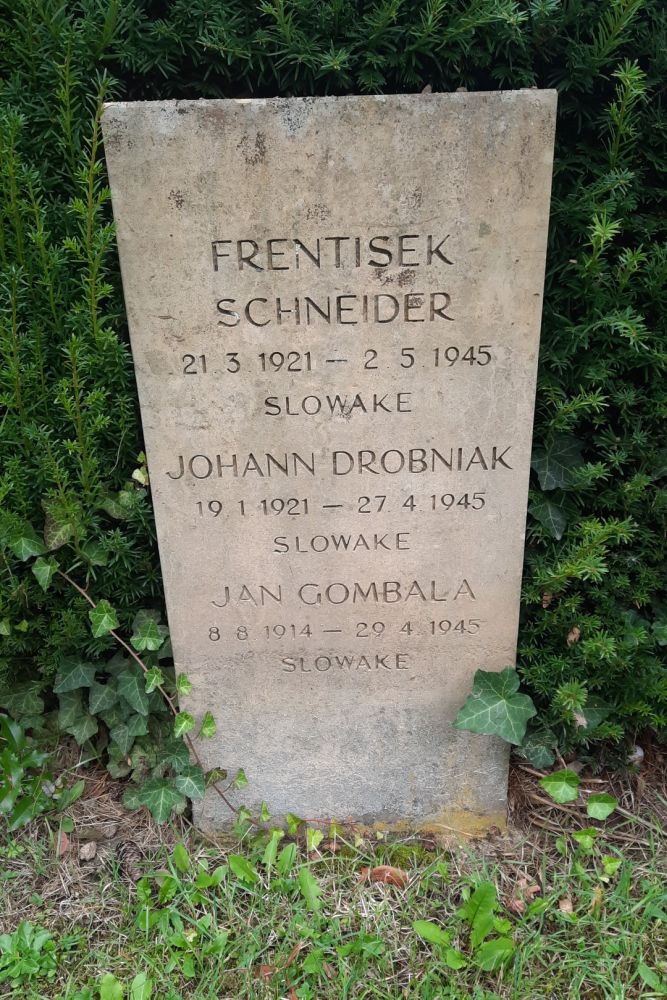 FRENTISEK
SCHNEIDER
21 3 1921 — 2 5 1945
SLOWAKE
JOHANN DROBNIAK
19 1 1921 — 27 4 1945
SLOWAKE
JAN GOMBALA
8 8 1914 — 29 4 1945
SLOWAKE